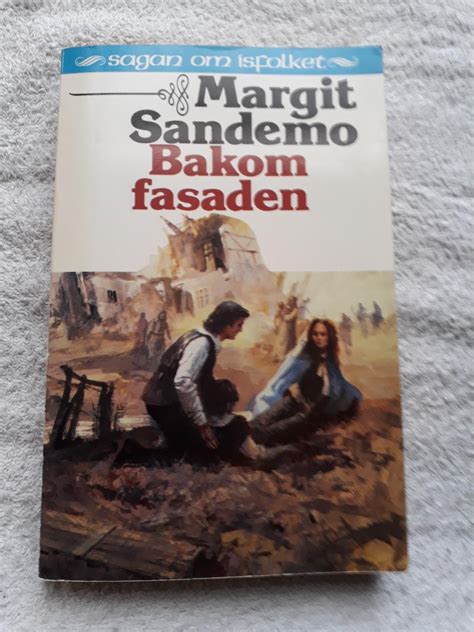 sagan om isfolket
Margit
Sandemo
Bakom
fasaden